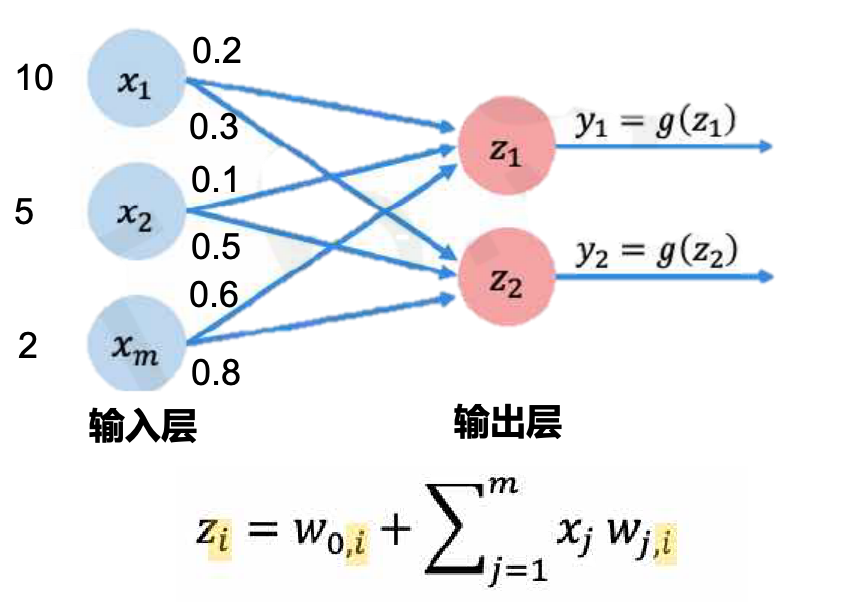 0.2
10 x₁
0.3
y₁ = g(z₁)
z₁
0.1
5 x₂
0.5
y₂ = g(z₂)
z₂
0.6
2 xₘ
0.8
输入层 输出层
zᵢ = w₀,ᵢ + ∑ᵐⱼ₌₁ xⱼ wⱼ,ᵢ